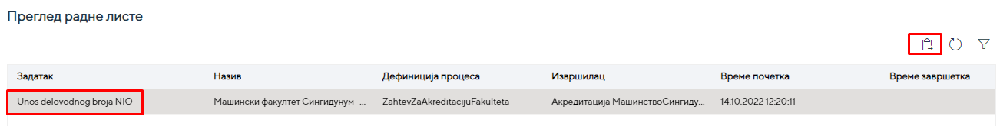 Преглед радне листе
Задатак Назив Дефиниција процеса Извршилац Време почетка Време завршетка
Unos delovodnog broja NIO Машински факултет Сингидунум -... ZahtevZaAkreditacijuFakulteta Акредитација МашинствоСингиду... 14.10.2022 12:20:11